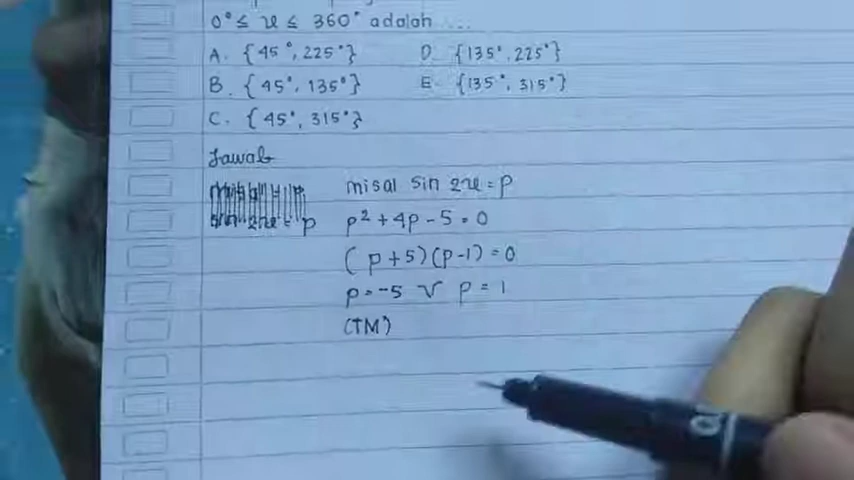 0° ≤ x ≤ 360° adalah ....
A. {45°, 225°} D. {135°, 225°}
B. {45°, 135°} E. {135°, 315°}
C. {45°, 315°}
Jawab
misal sin 2x = p
p
p² + 4p - 5 = 0
(p+5)(p-1) = 0
p = -5 V p = 1
(TM)